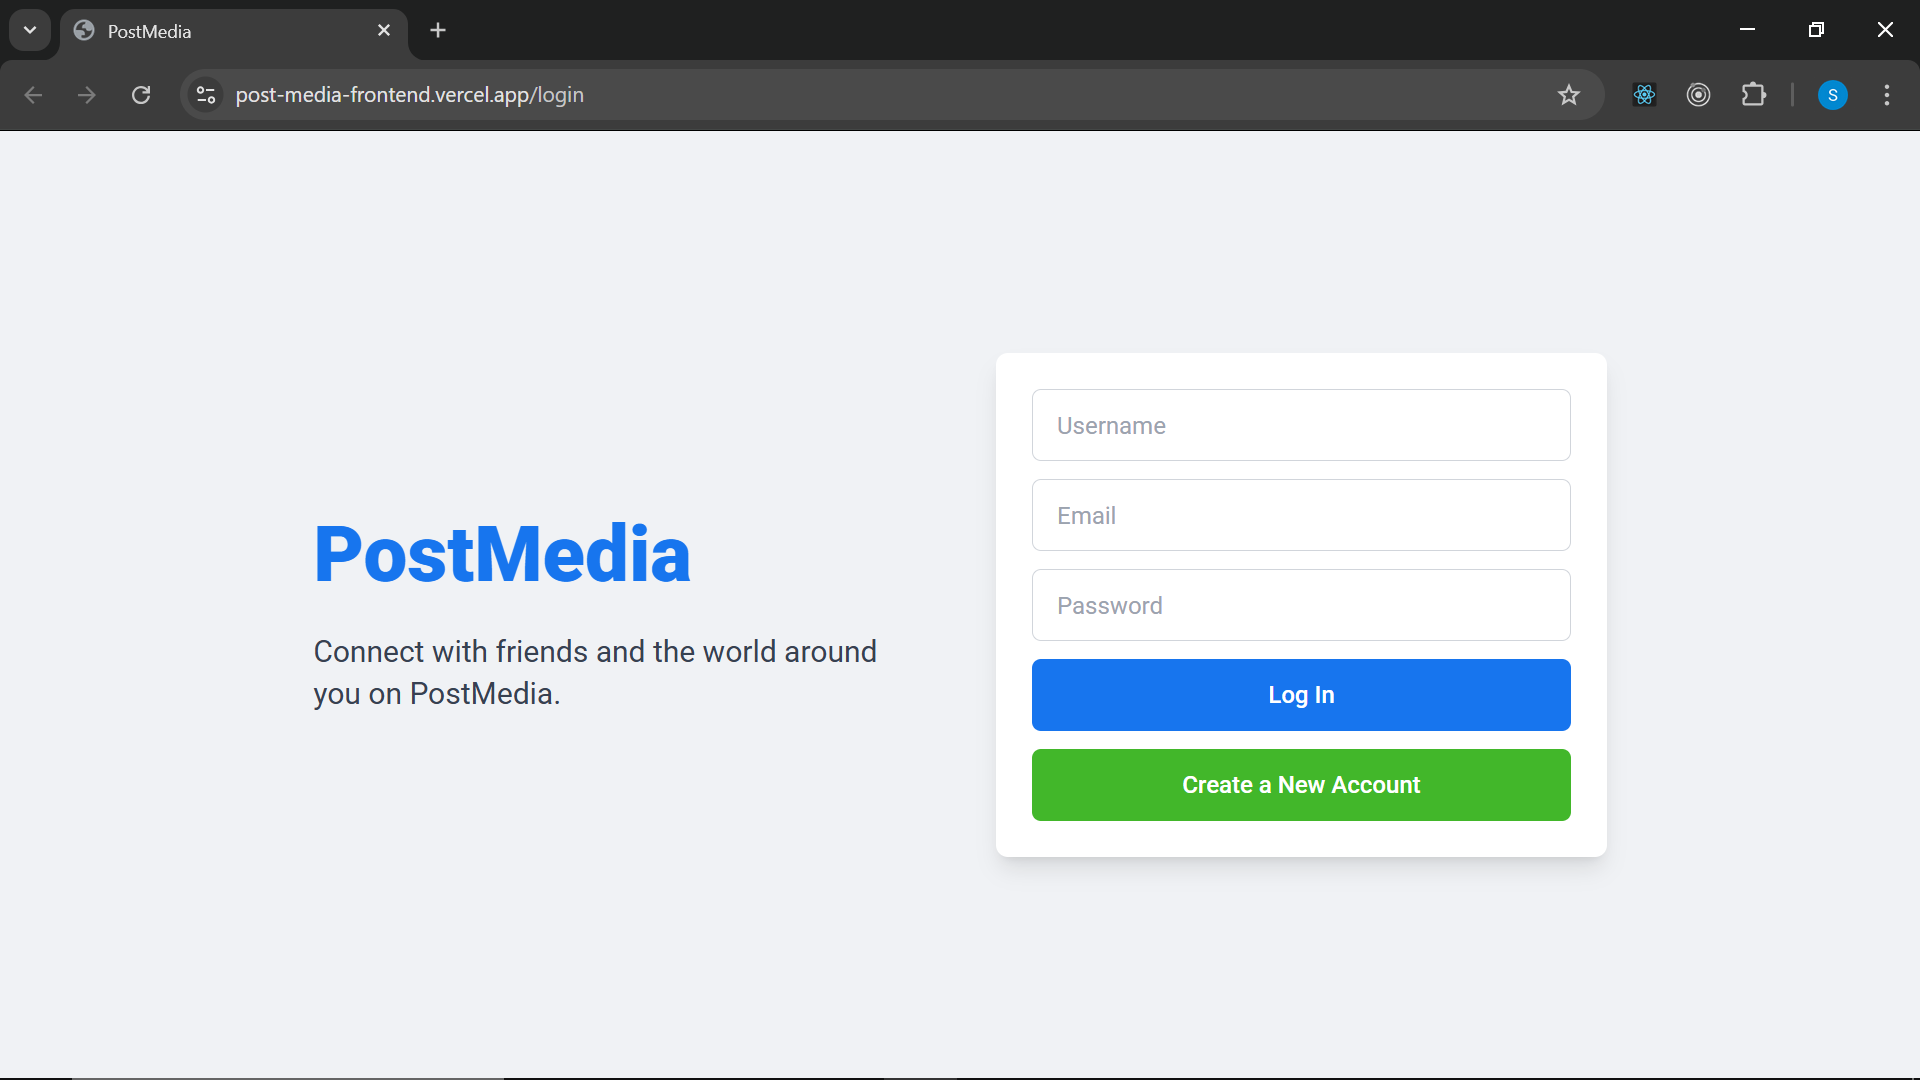 PostMedia
post-media-frontend.vercel.app/login
S
PostMedia
Connect with friends and the world around
you on PostMedia.
Username
Email
Password
Log In
Create a New Account